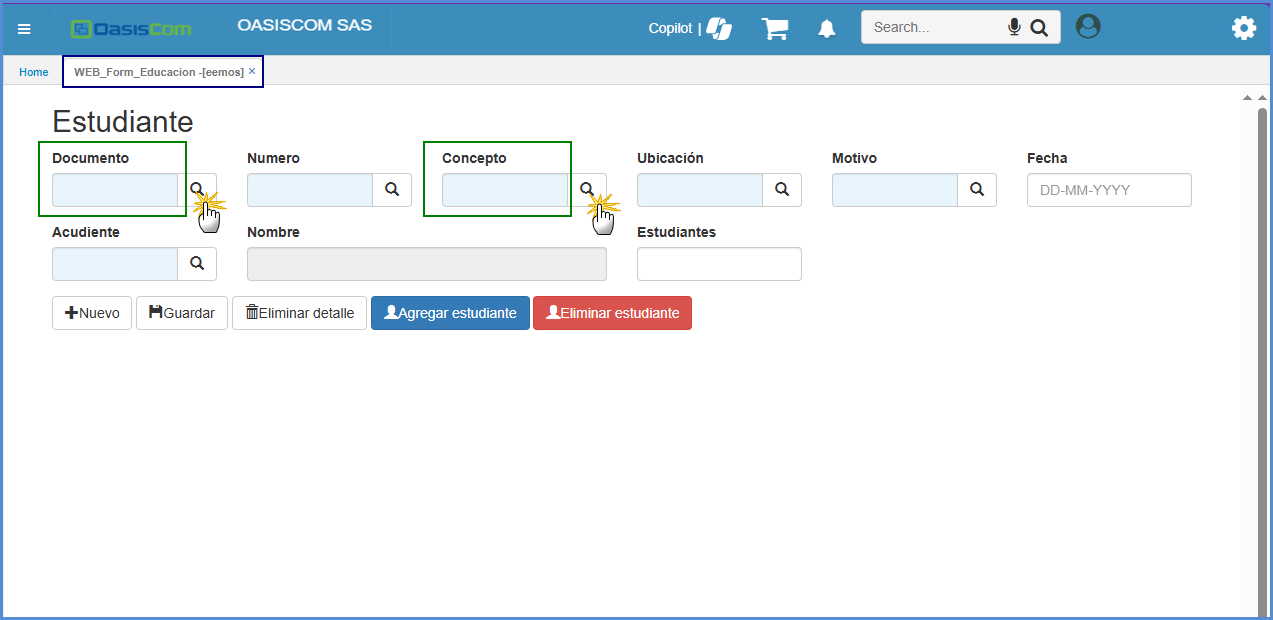 OasisCom OASISCOM SAS Copilot | Search...
Home WEB_Form_Educacion -[eemos] ×
Estudiante
Documento Numero Concepto Ubicación Motivo Fecha
DD-MM-YYYY
Acudiente Nombre Estudiantes
Nuevo Guardar Eliminar detalle Agregar estudiante Eliminar estudiante